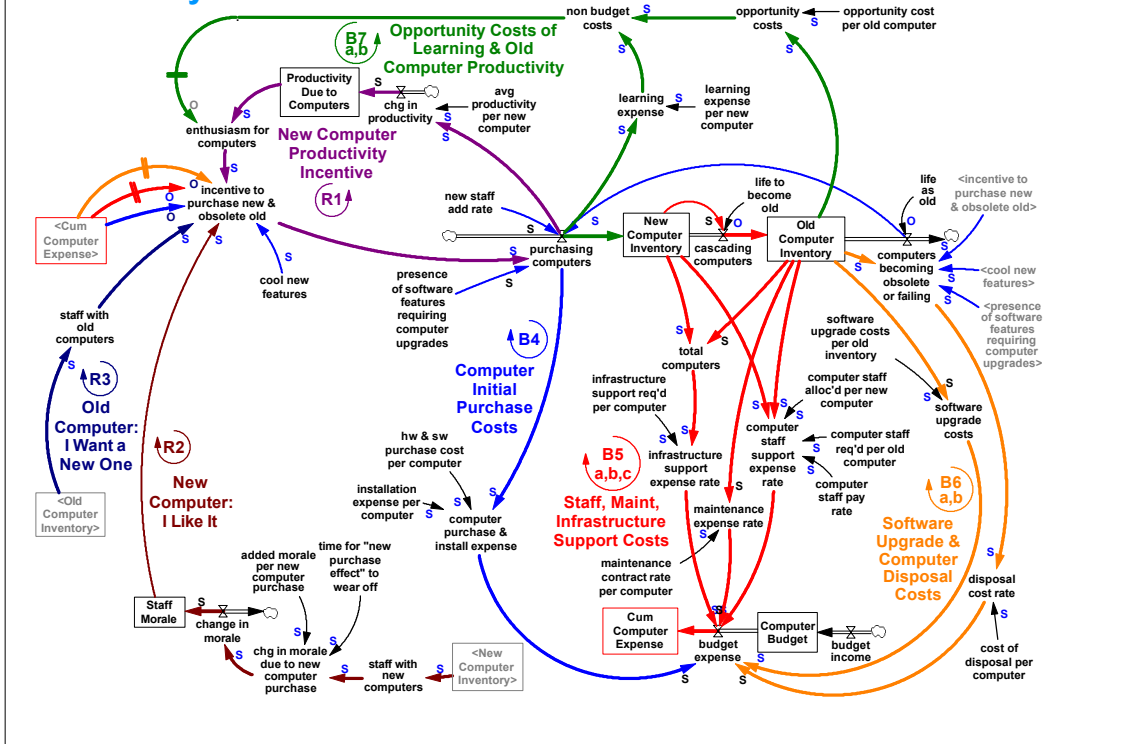 non budget
costs
S
opportunity
costs
S
opportunity cost
per old computer
B7
a,b
Opportunity Costs of
Learning & Old
Computer Productivity
S
S
Productivity
Due to
Computers
S
chg in
productivity
avg
productivity
per new
computer
S
S
learning
expense
S
S
learning
expense
per new
computer
O
S
enthusiasm for
computers
S
New Computer
Productivity
Incentive
R1
O
O
O
incentive to
purchase new &
obsolete old
S
S
S
<Cum
Computer
Expense>
S
cool new
features
new staff
add rate
S
S
purchasing
computers
S
S
S
presence
of software
features
requiring
computer
upgrades
New
Computer
Inventory
life to
become
old
S
O
cascading
computers
Old
Computer
Inventory
life
as
old
O
<incentive to
purchase new
& obsolete old>
S
computers
becoming
obsolete
or failing
S
S
S
<cool new
features>
<presence
of software
features
requiring
computer
upgrades>
staff with
old
computers
S
R3
Old
Computer:
I Want a
New One
<Old
Computer
Inventory>
R2
New
Computer:
I Like It
B4
Computer
Initial
Purchase
Costs
S
S
total
computers
software
upgrade costs
per old
inventory
S
S
software
upgrade
costs
infrastructure
support req'd
per computer
S
S
infrastructure
support
expense rate
computer staff
alloc'd per new
computer
S
S
S
computer
staff
support
expense
rate
S
computer staff
req'd per old
computer
S
computer
staff pay
rate
hw & sw
purchase cost
per computer
S
S
installation
expense per
computer
S
computer
purchase &
install expense
B5
a,b,c
Staff, Maint,
Infrastructure
Support Costs
S
maintenance
expense rate
S
maintenance
contract rate
per computer
B6
a,b
Software
Upgrade &
Computer
Disposal
Costs
S
disposal
cost rate
S
cost of
disposal per
computer
added morale
per new
computer
purchase
time for "new
purchase
effect" to
wear off
Staff
Morale
S
change in
morale
S
S
S
chg in morale
due to new
computer
purchase
S
staff with
new
computers
S
<New
Computer
Inventory>
Cum
Computer
Expense
budget
expense
S
S
S
Computer
Budget
budget
income